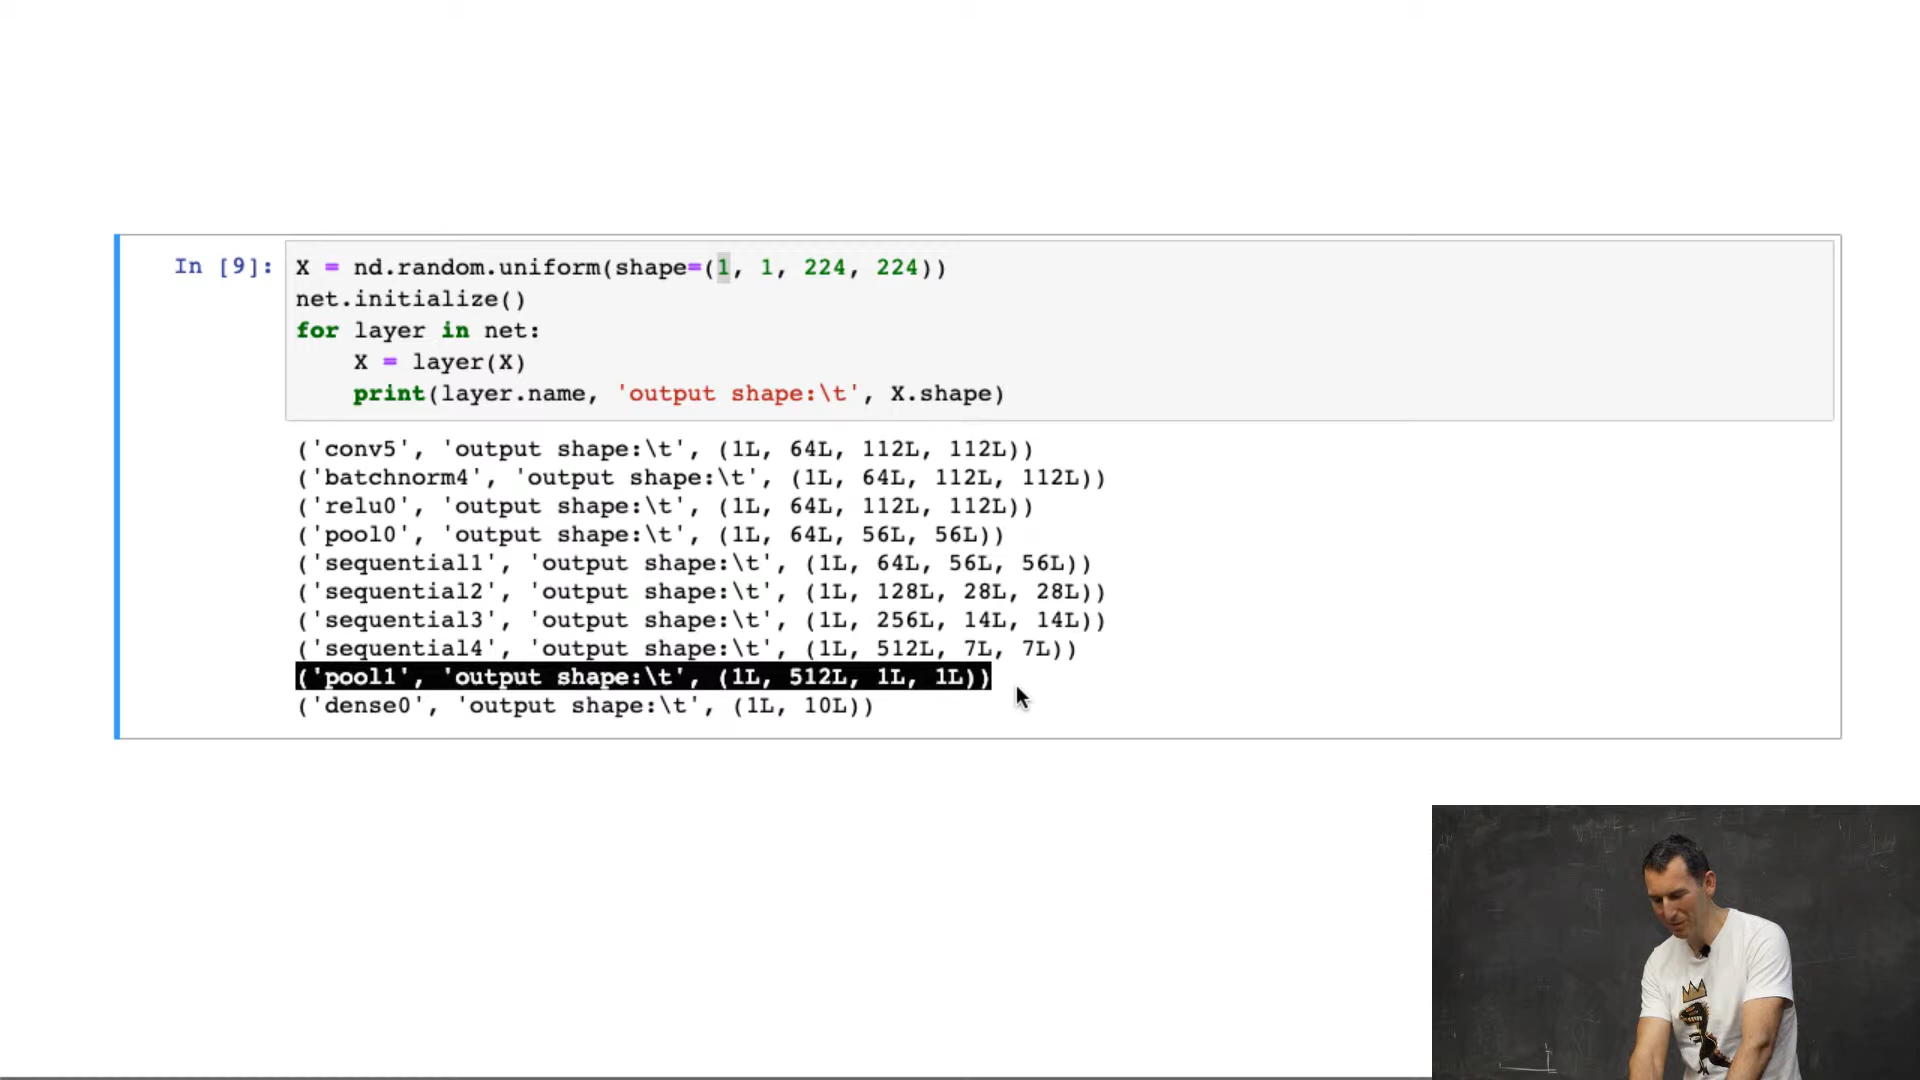 In [9]: X = nd.random.uniform(shape=(1, 1, 224, 224))
net.initialize()
for layer in net:
    X = layer(X)
    print(layer.name, 'output shape:\t', X.shape)
('conv5', 'output shape:\t', (1L, 64L, 112L, 112L))
('batchnorm4', 'output shape:\t', (1L, 64L, 112L, 112L))
('relu0', 'output shape:\t', (1L, 64L, 112L, 112L))
('pool0', 'output shape:\t', (1L, 64L, 56L, 56L))
('sequential1', 'output shape:\t', (1L, 64L, 56L, 56L))
('sequential2', 'output shape:\t', (1L, 128L, 28L, 28L))
('sequential3', 'output shape:\t', (1L, 256L, 14L, 14L))
('sequential4', 'output shape:\t', (1L, 512L, 7L, 7L))
('pool1', 'output shape:\t', (1L, 512L, 1L, 1L))
('dense0', 'output shape:\t', (1L, 10L))